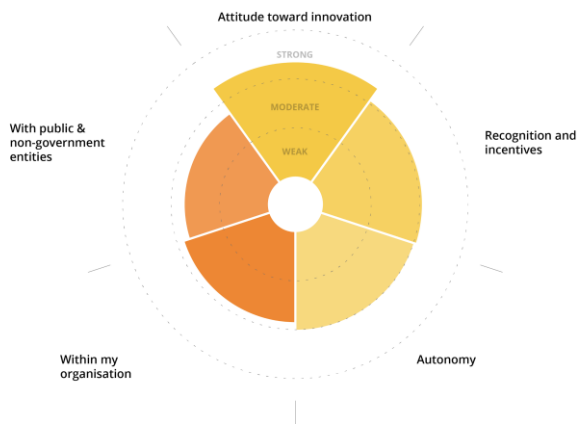 Attitude toward innovation
STRONG
MODERATE
WEAK
With public &
non-government
entities
Recognition and
incentives
Within my
organisation
Autonomy